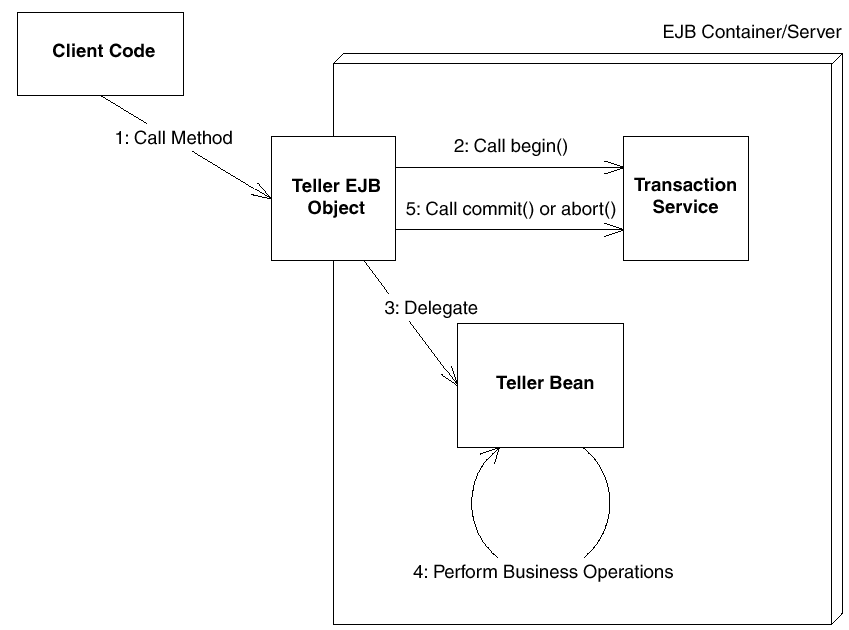 EJB Container/Server
Client Code
1: Call Method
2: Call begin()
Teller EJB
Object
Transaction
Service
5: Call commit() or abort()
3: Delegate
Teller Bean
4: Perform Business Operations